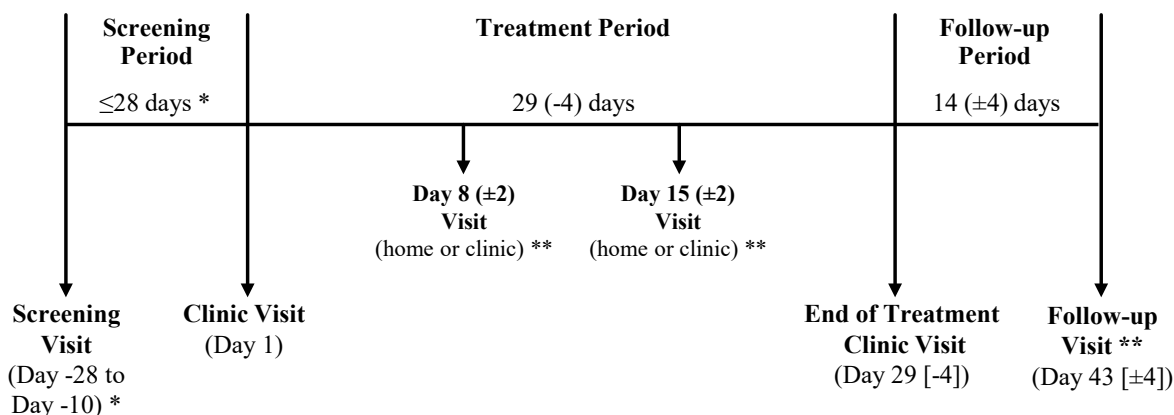 Screening
Period
Treatment Period
Follow-up
Period
≤28 days *
29 (-4) days
14 (±4) days
Day 8 (±2)
Visit
(home or clinic) **
Day 15 (±2)
Visit
(home or clinic) **
Screening
Visit
(Day -28 to
Day -10) *
Clinic Visit
(Day 1)
End of Treatment
Clinic Visit
(Day 29 [-4])
Follow-up
Visit **
(Day 43 [±4])